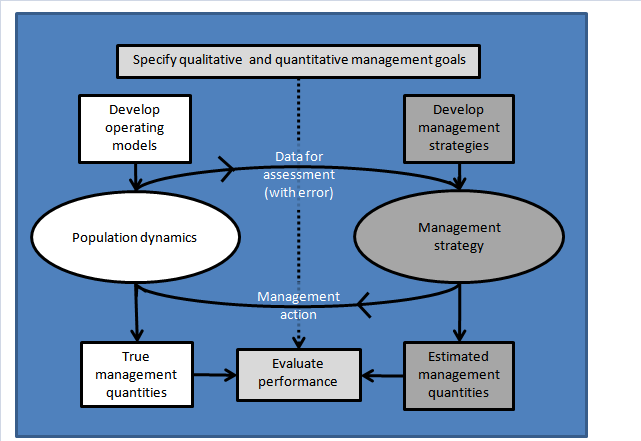 Specify qualitative and quantitative management goals
Develop
operating
models
Develop
management
strategies
Data for
assessment
(with error)
Population dynamics
Management
strategy
Management
action
True
management
quantities
Evaluate
performance
Estimated
management
quantities